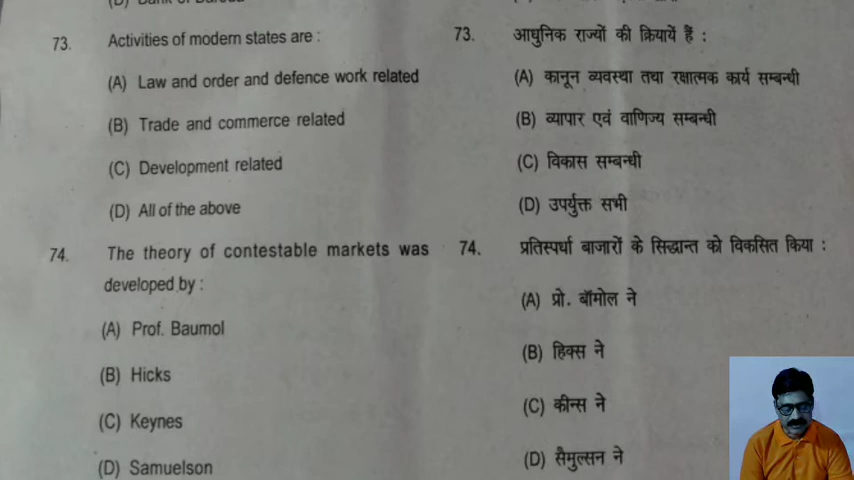 (D) Bank of Baroda
73. Activities of modern states are :
(A) Law and order and defence work related
(B) Trade and commerce related
(C) Development related
(D) All of the above
74. The theory of contestable markets was
developed by :
(A) Prof. Baumol
(B) Hicks
(C) Keynes
(D) Samuelson
73. आधुनिक राज्यों की क्रियायें हैं :
(A) कानून व्यवस्था तथा रक्षात्मक कार्य सम्बन्धी
(B) व्यापार एवं वाणिज्य सम्बन्धी
(C) विकास सम्बन्धी
(D) उपर्युक्त सभी
74. प्रतिस्पर्धा बाजारों के सिद्धान्त को विकसित किया :
(A) प्रो. बॉमोल ने
(B) हिक्स ने
(C) कीन्स ने
(D) सैमुल्सन ने